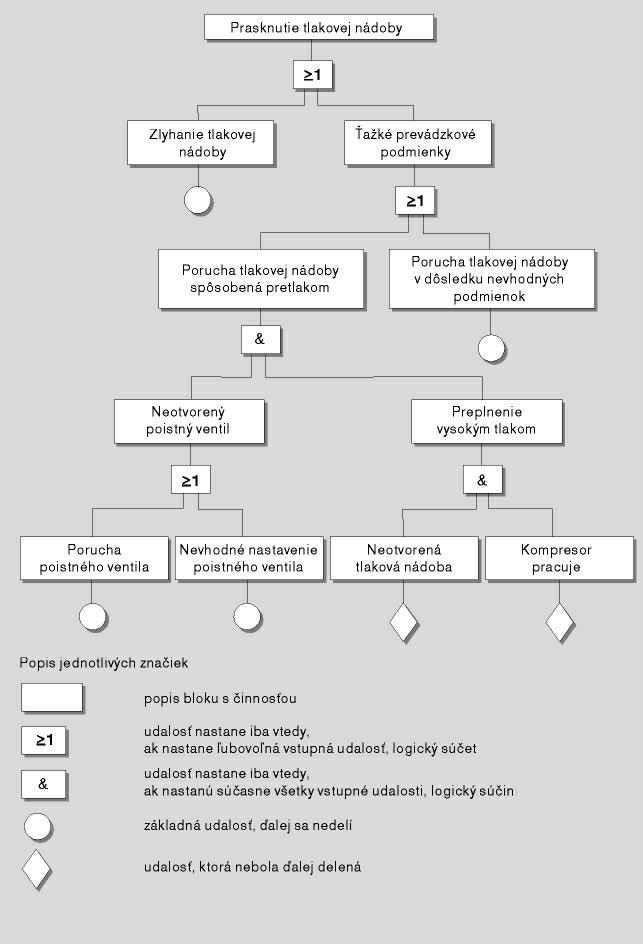 Prasknutie tlakovej nádoby
≥1
Zlyhanie tlakovej
nádoby
Ťažké prevádzkové
podmienky
≥1
Porucha tlakovej nádoby
spôsobená pretlakom
Porucha tlakovej nádoby
v dôsledku nevhodných
podmienok
&
Neotvorený
poistný ventil
Preplnenie
vysokým tlakom
≥1
&
Porucha
poistného ventila
Nevhodné nastavenie
poistného ventila
Neotvorená
tlaková nádoba
Kompresor
pracuje
Popis jednotlivých značiek
popis bloku s činnosťou
≥1
udalosť nastane iba vtedy,
ak nastane ľubovoľná vstupná udalosť, logický súčet
&
udalosť nastane iba vtedy,
ak nastanú súčasne všetky vstupné udalosti, logický súčin
základná udalosť, ďalej sa nedelí
udalosť, ktorá nebola ďalej delená